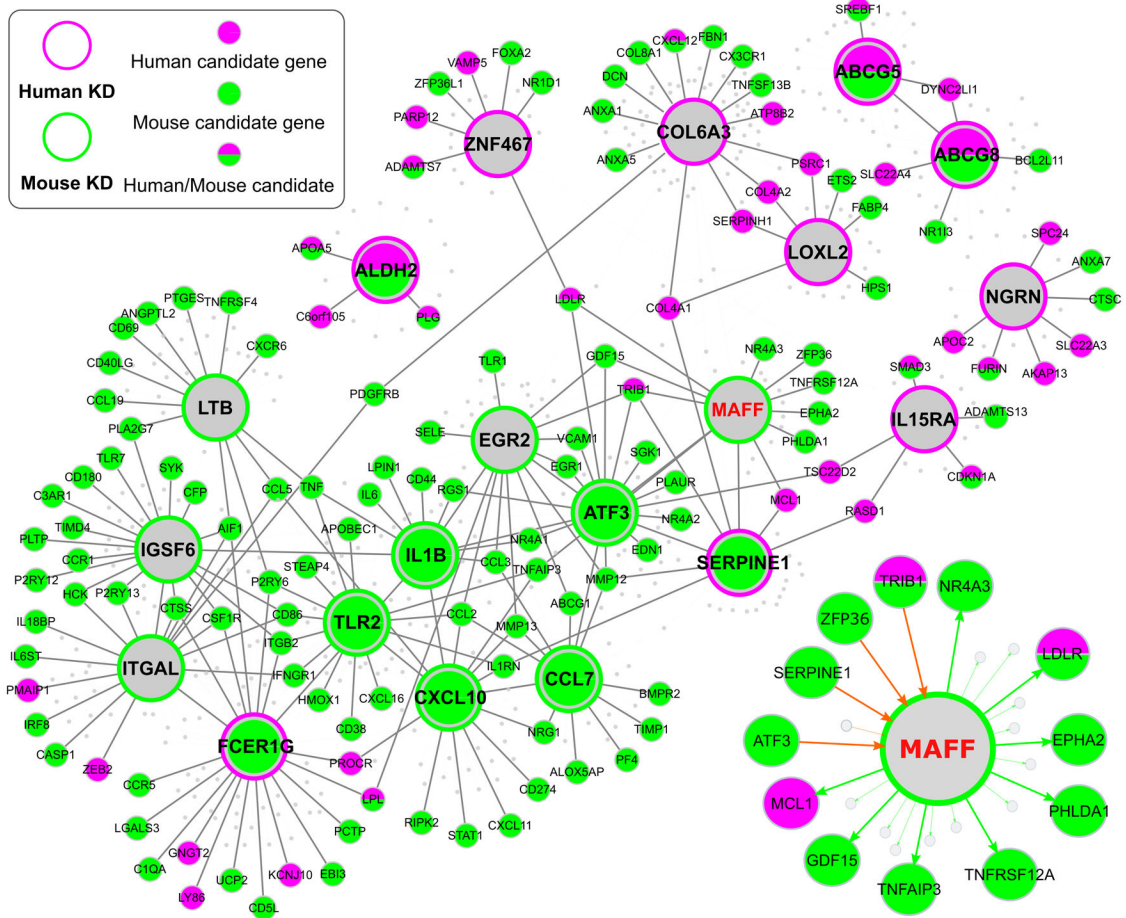 Human candidate gene
Human KD
Mouse candidate gene
Mouse KD
Human/Mouse candidate
SREBF1
ABCG5
DYNC2LI1
ABCG8
BCL2L11
SLC22A4
NR1I3
FOXA2
VAMP5
ZFP36L1
NR1D1
PARP12
ZNF467
ADAMTS7
CXCL12
FBN1
COL8A1
CX3CR1
DCN
TNFSF13B
ANXA1
ATP8B2
COL6A3
ANXA5
PSRC1
COL4A2
ETS2
SERPINH1
FABP4
LOXL2
HPS1
COL4A1
LDLR
APOA5
ALDH2
C6orf105
PLG
SPC24
ANXA7
NGRN
CTSC
APOC2
SLC22A3
FURIN
AKAP13
SMAD3
IL15RA
ADAMTS13
CDKN1A
TSC22D2
RASD1
PTGES
TNFRSF4
ANGPTL2
CD69
CXCR6
CD40LG
CCL19
LTB
PLA2G7
PDGFRB
TLR1
GDF15
NR4A3
ZFP36
TRIB1
TNFRSF12A
MAFF
EPHA2
PHLDA1
SELE
EGR2
VCAM1
EGR1
SGK1
PLAUR
MCL1
TLR7
SYK
CD180
CFP
C3AR1
TIMD4
AIF1
PLTP
CCR1
IGSF6
P2RY12
HCK
P2RY13
CTSS
CSF1R
CCL5
TNF
LPIN1
CD44
IL6
RGS1
APOBEC1
IL1B
ATF3
NR4A1
NR4A2
EDN1
CCL3
TNFAIP3
MMP12
SERPINE1
STEAP4
P2RY6
CD86
ITGB2
TLR2
CCL2
ABCG1
MMP13
IL18BP
IL6ST
ITGAL
PMAIP1
IRF8
CASP1
ZEB2
IFNGR1
HMOX1
CXCL16
CD38
CXCL10
IL1RN
CCL7
BMPR2
TIMP1
NRG1
PF4
ALOX5AP
CD274
FCER1G
PROCR
LPL
CCR5
LGALS3
GNGT2
C1QA
LY86
UCP2
CD5L
KCNJ10
EBI3
PCTP
RIPK2
STAT1
CXCL11
TRIB1
NR4A3
ZFP36
LDLR
SERPINE1
ATF3
MAFF
EPHA2
MCL1
PHLDA1
GDF15
TNFAIP3
TNFRSF12A